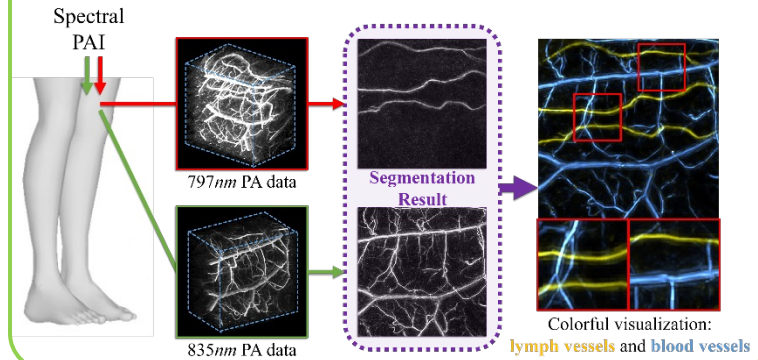 Spectral
PAI
797nm PA data
835nm PA data
Segmentation
Result
Colorful visualization:
lymph vessels and blood vessels